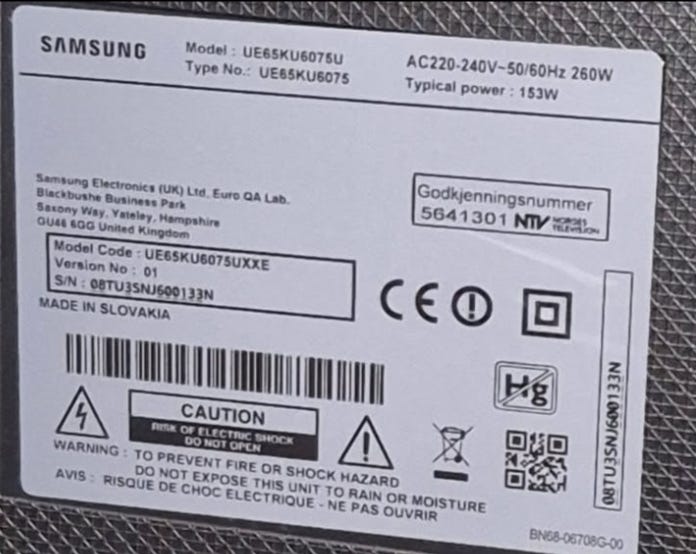 SAMSUNG
Model : UE65KU6075U
Type No.: UE65KU6075
AC220-240V~50/60Hz 260W
Typical power : 153W
Samsung Electronics (UK) Ltd. Euro QA Lab.
Blackbushe Business Park
Saxony Way, Yateley, Hampshire
GU46 6GG United Kingdom
Godkjenningsnummer
5641301 NTV NORGES
TELEVISION
Model Code : UE65KU6075UXXE
Version No : 01
S/N : 08TU3SNJ600133N
MADE IN SLOVAKIA
CE
Hg
CAUTION
RISK OF ELECTRIC SHOCK
DO NOT OPEN
WARNING : TO PREVENT FIRE OR SHOCK HAZARD
DO NOT EXPOSE THIS UNIT TO RAIN OR MOISTURE
AVIS : RISQUE DE CHOC ELECTRIQUE - NE PAS OUVRIR
08TU3SNJ600133N
BN68-06708G-00